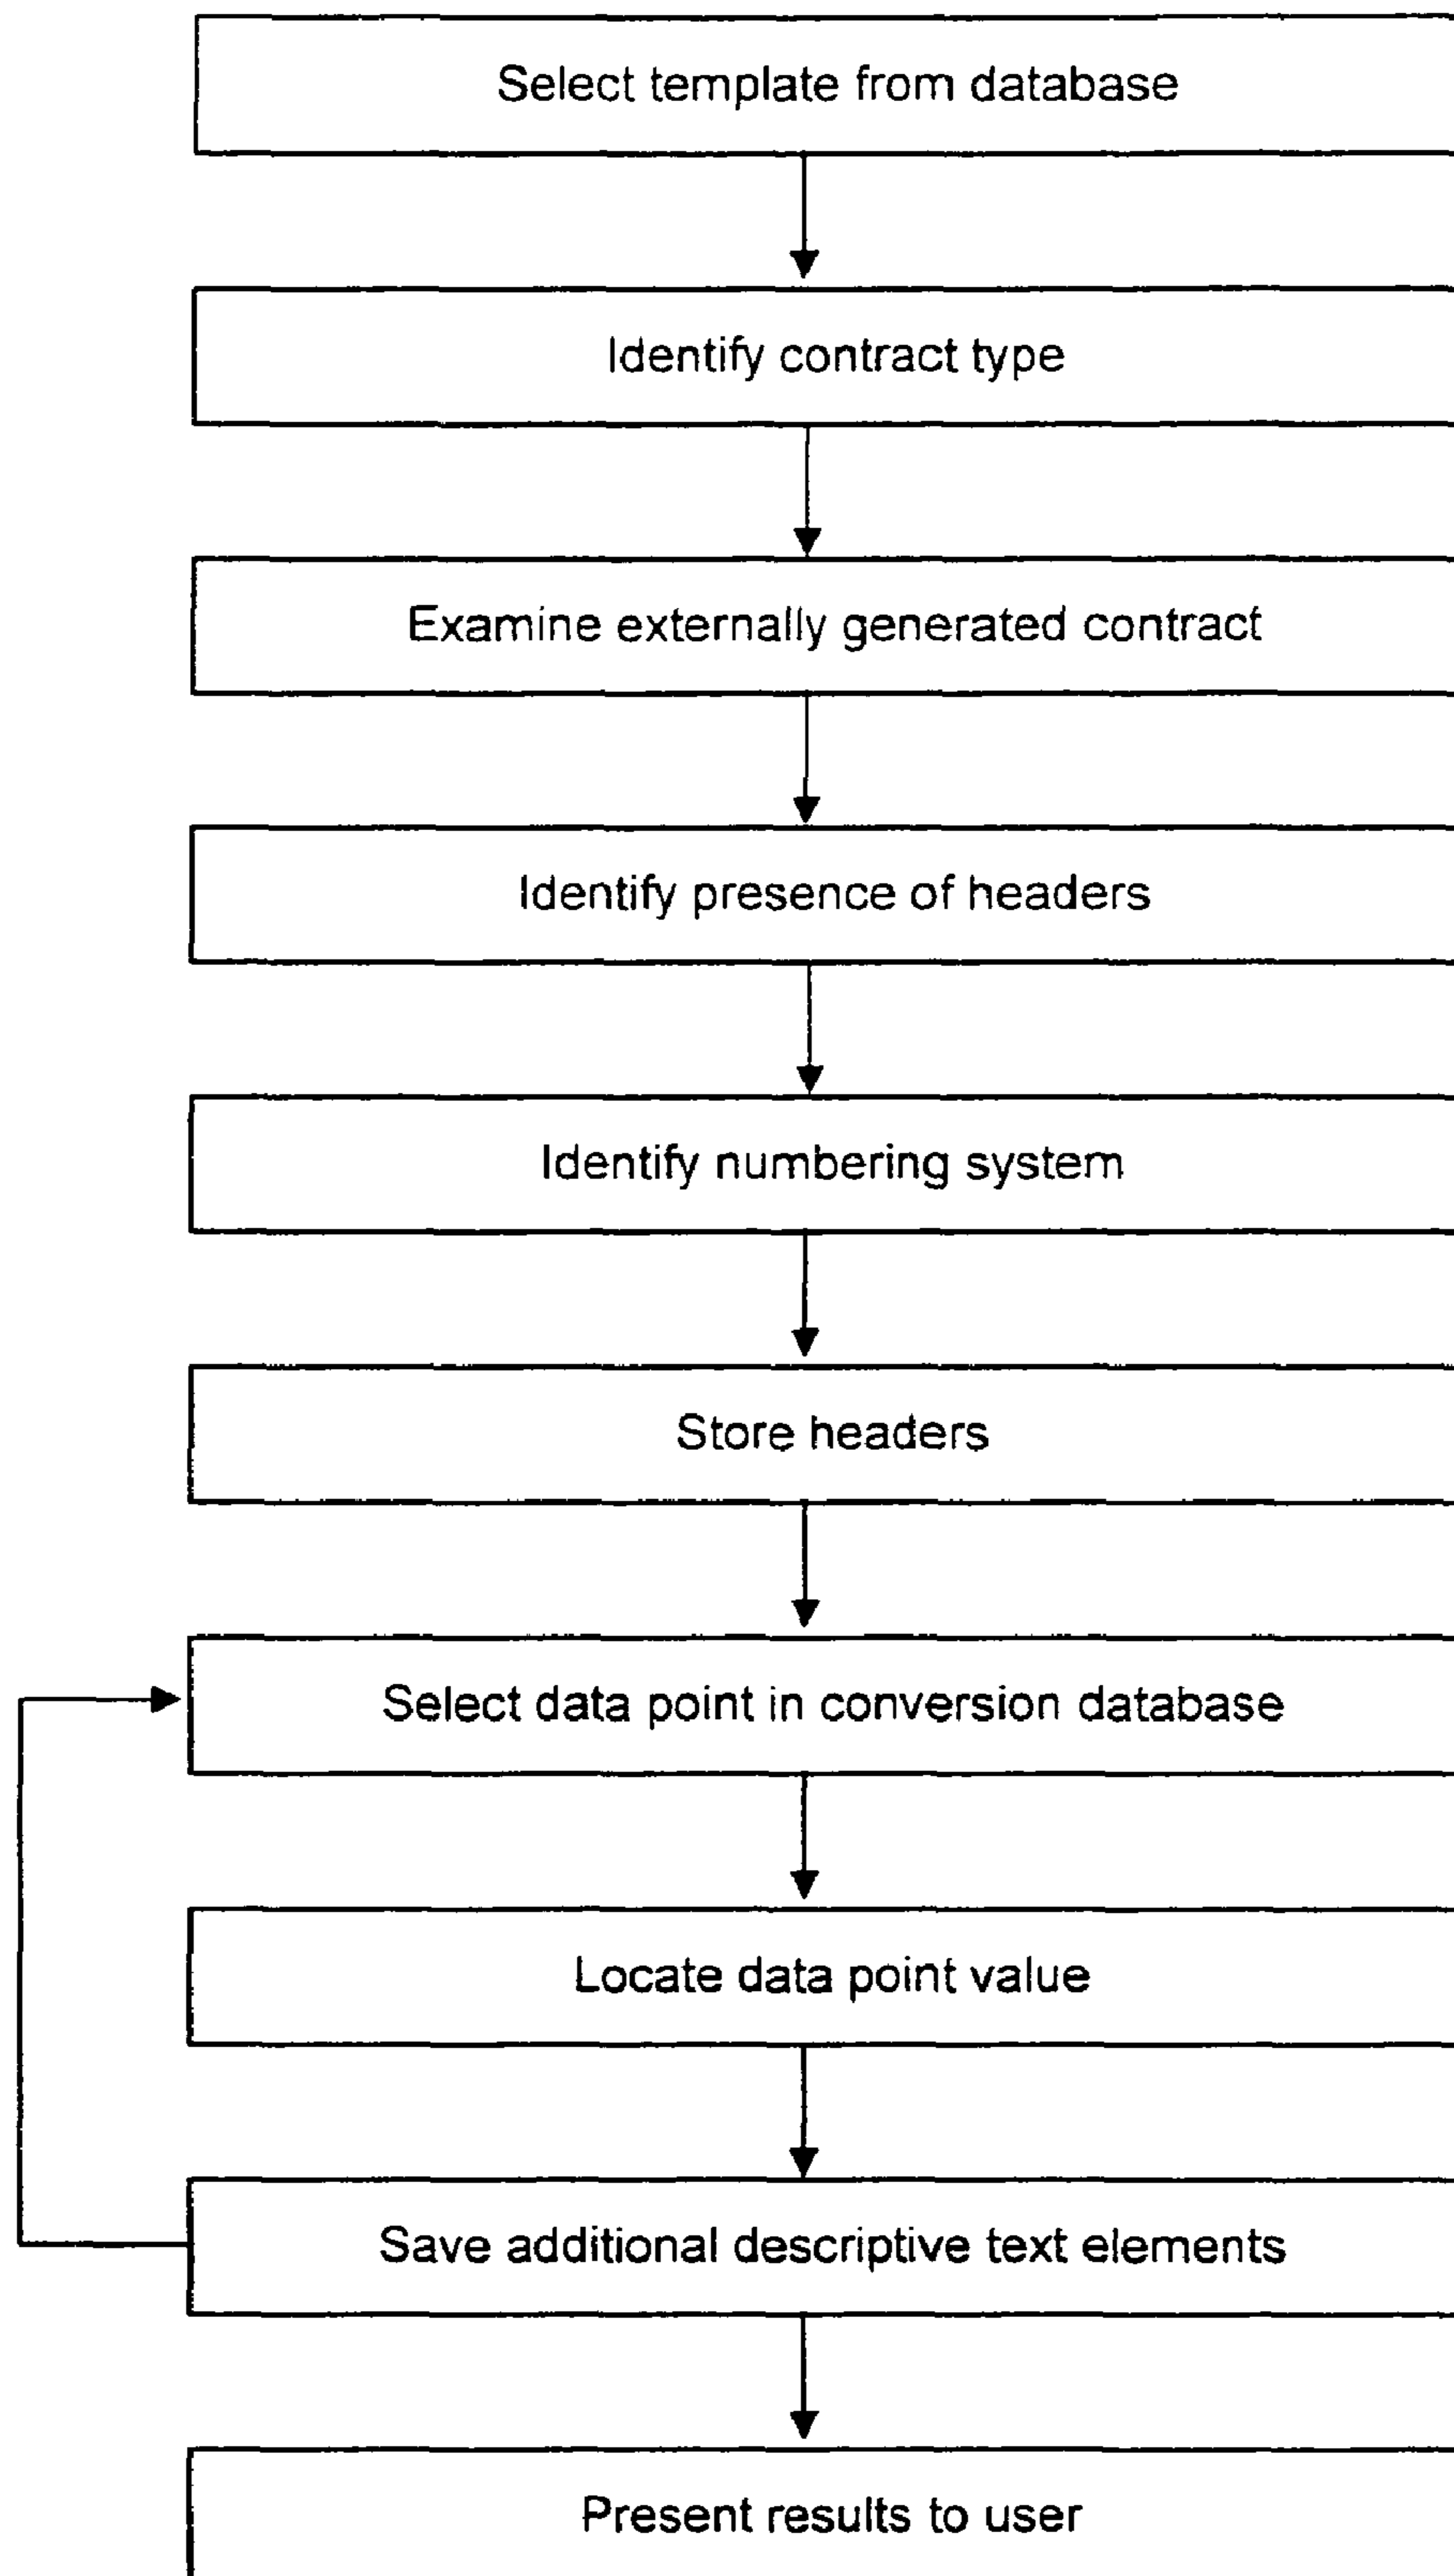 Select template from database
Identify contract type
Examine externally generated contract
Identify presence of headers
Identify numbering system
Store headers
Select data point in conversion database
Locate data point value
Save additional descriptive text elements
Present results to user